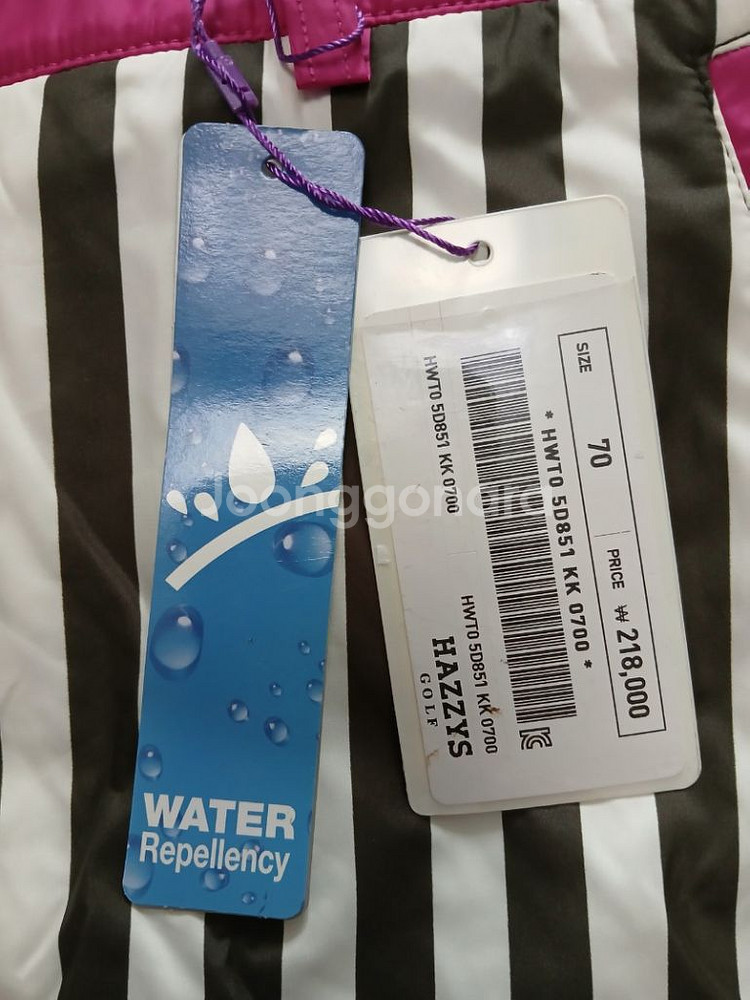 WATER
Repellency
SIZE 70 PRICE ₩ 218,000
* HWT0 5D851 KK 0700 *
HWT0 5D851 KK 0700
HWT0 5D851 KK 0700
HAZZYS
GOLF
Joonggonara